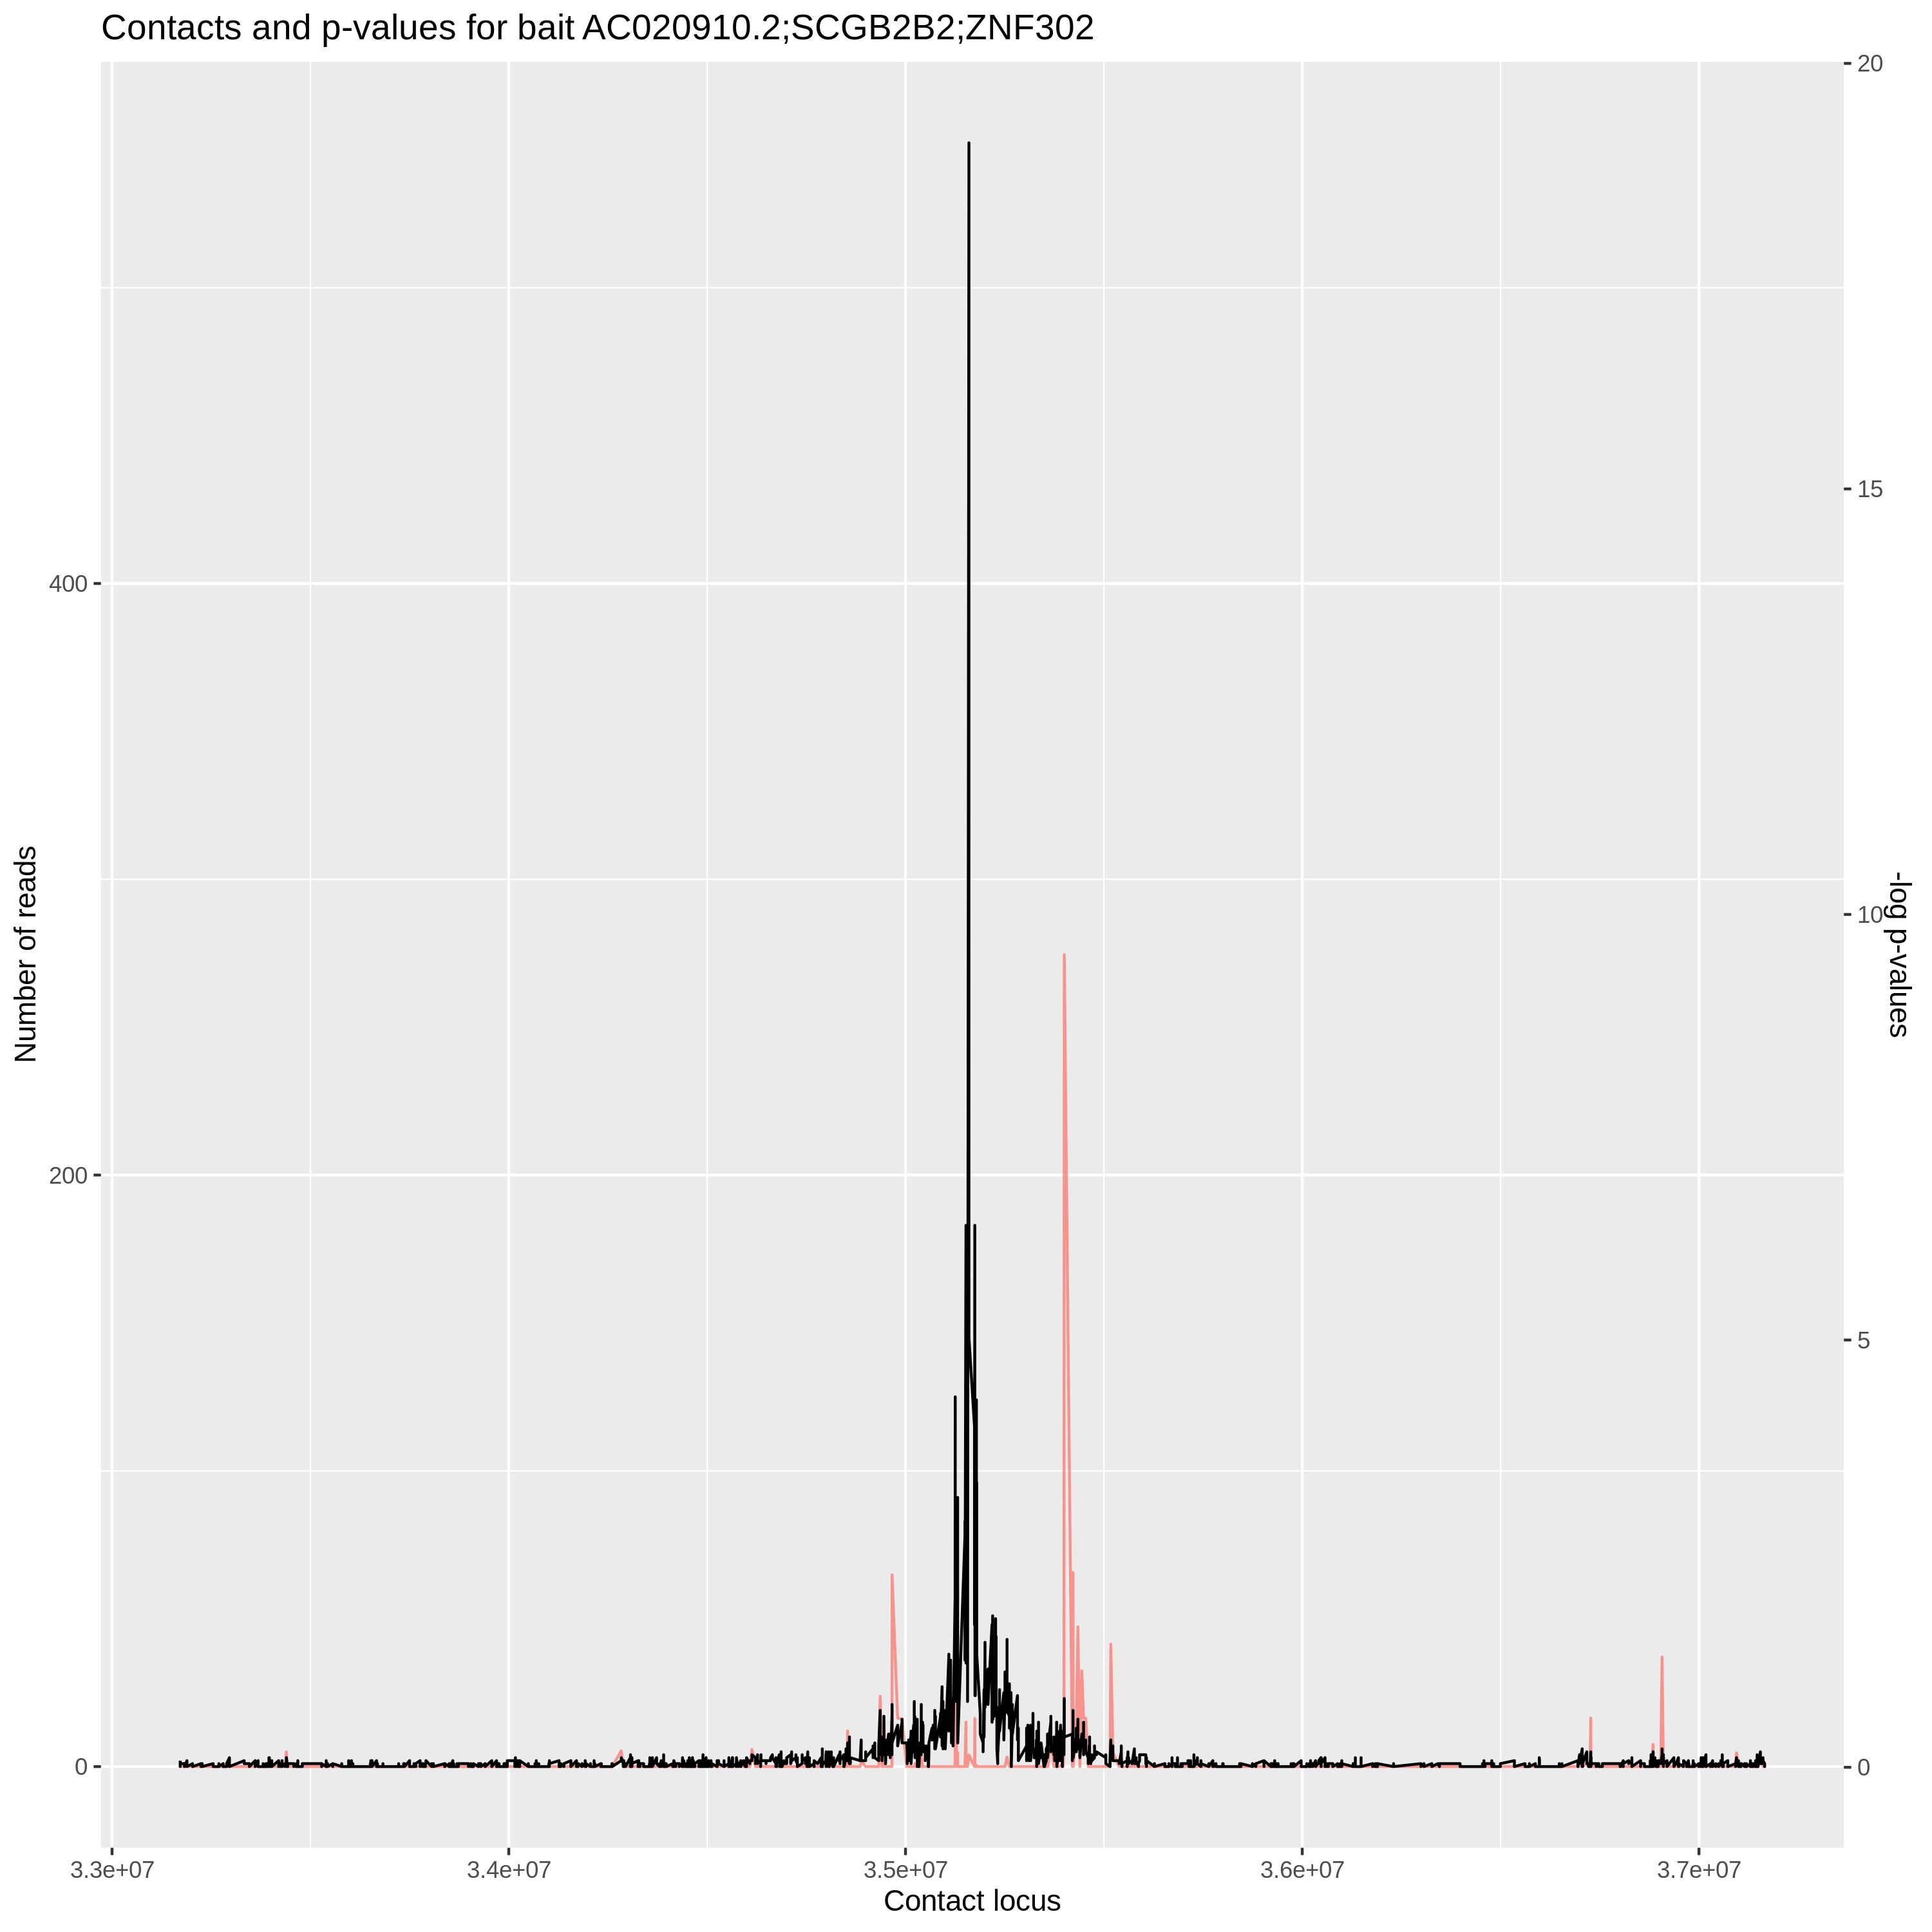 Contacts and p-values for bait AC020910.2;SCGB2B2;ZNF302
20
15
10
5
0
400
200
0
Number of reads
-log p-values
3.3e+07 3.4e+07 3.5e+07 3.6e+07 3.7e+07
Contact locus